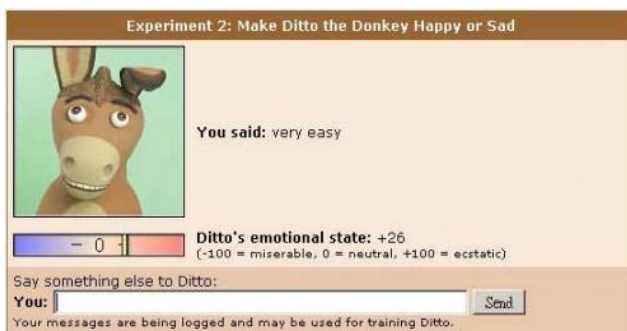 Experiment 2: Make Ditto the Donkey Happy or Sad
You said: very easy
- 0
Ditto's emotional state: +26
(-100 = miserable, 0 = neutral, +100 = ecstatic)
Say something else to Ditto:
You:
Send
Your messages are being logged and may be used for training Ditto.